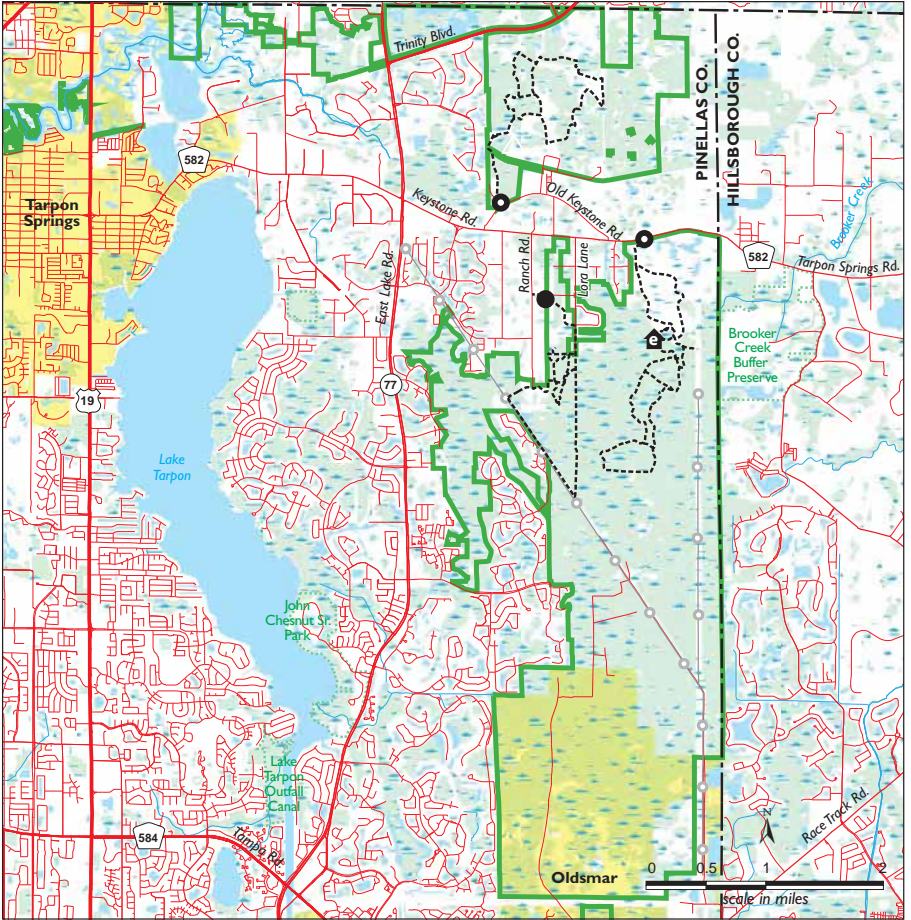 Trinity Blvd.
PINELLAS CO.
HILLSBOROUGH CO.
582
Tarpon
Springs
Keystone Rd
Old Keystone Rd.
Brooker Creek
East Lake Rd.
Ranch Rd.
Lora Lane
582
Tarpon Springs Rd.
e
Brooker
Creek
Buffer
Preserve
77
19
Lake
Tarpon
John
Chesnut Sr.
Park
Lake
Tarpon
Outfall
Canal
584
Tampa Rd.
Race Track Rd.
N
Oldsmar
0 0.5 1 2
scale in miles